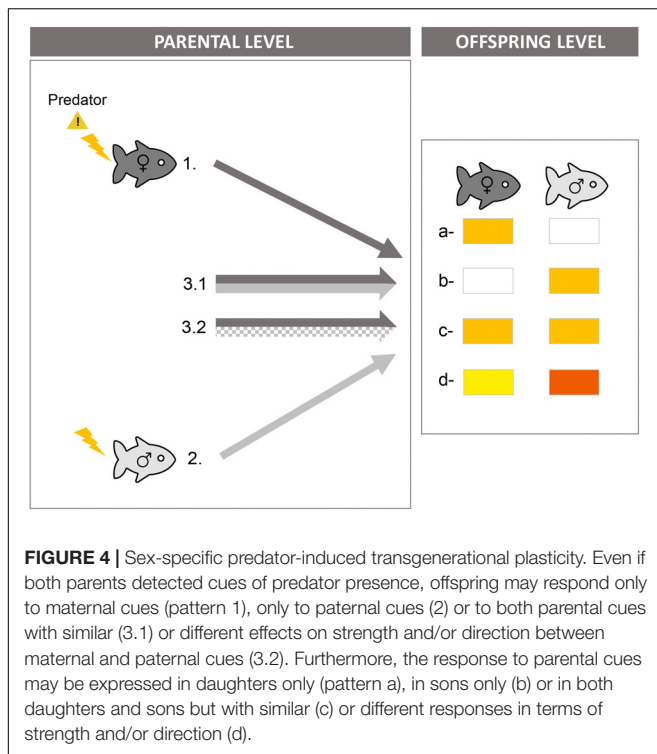 PARENTAL LEVEL
OFFSPRING LEVEL
Predator
!
♀
1.
3.1
3.2
♂
2.
♀
♂
a-
b-
c-
d-
FIGURE 4 | Sex-specific predator-induced transgenerational plasticity. Even if
both parents detected cues of predator presence, offspring may respond only
to maternal cues (pattern 1), only to paternal cues (2) or to both parental cues
with similar (3.1) or different effects on strength and/or direction between
maternal and paternal cues (3.2). Furthermore, the response to parental cues
may be expressed in daughters only (pattern a), in sons only (b) or in both
daughters and sons but with similar (c) or different responses in terms of
strength and/or direction (d).